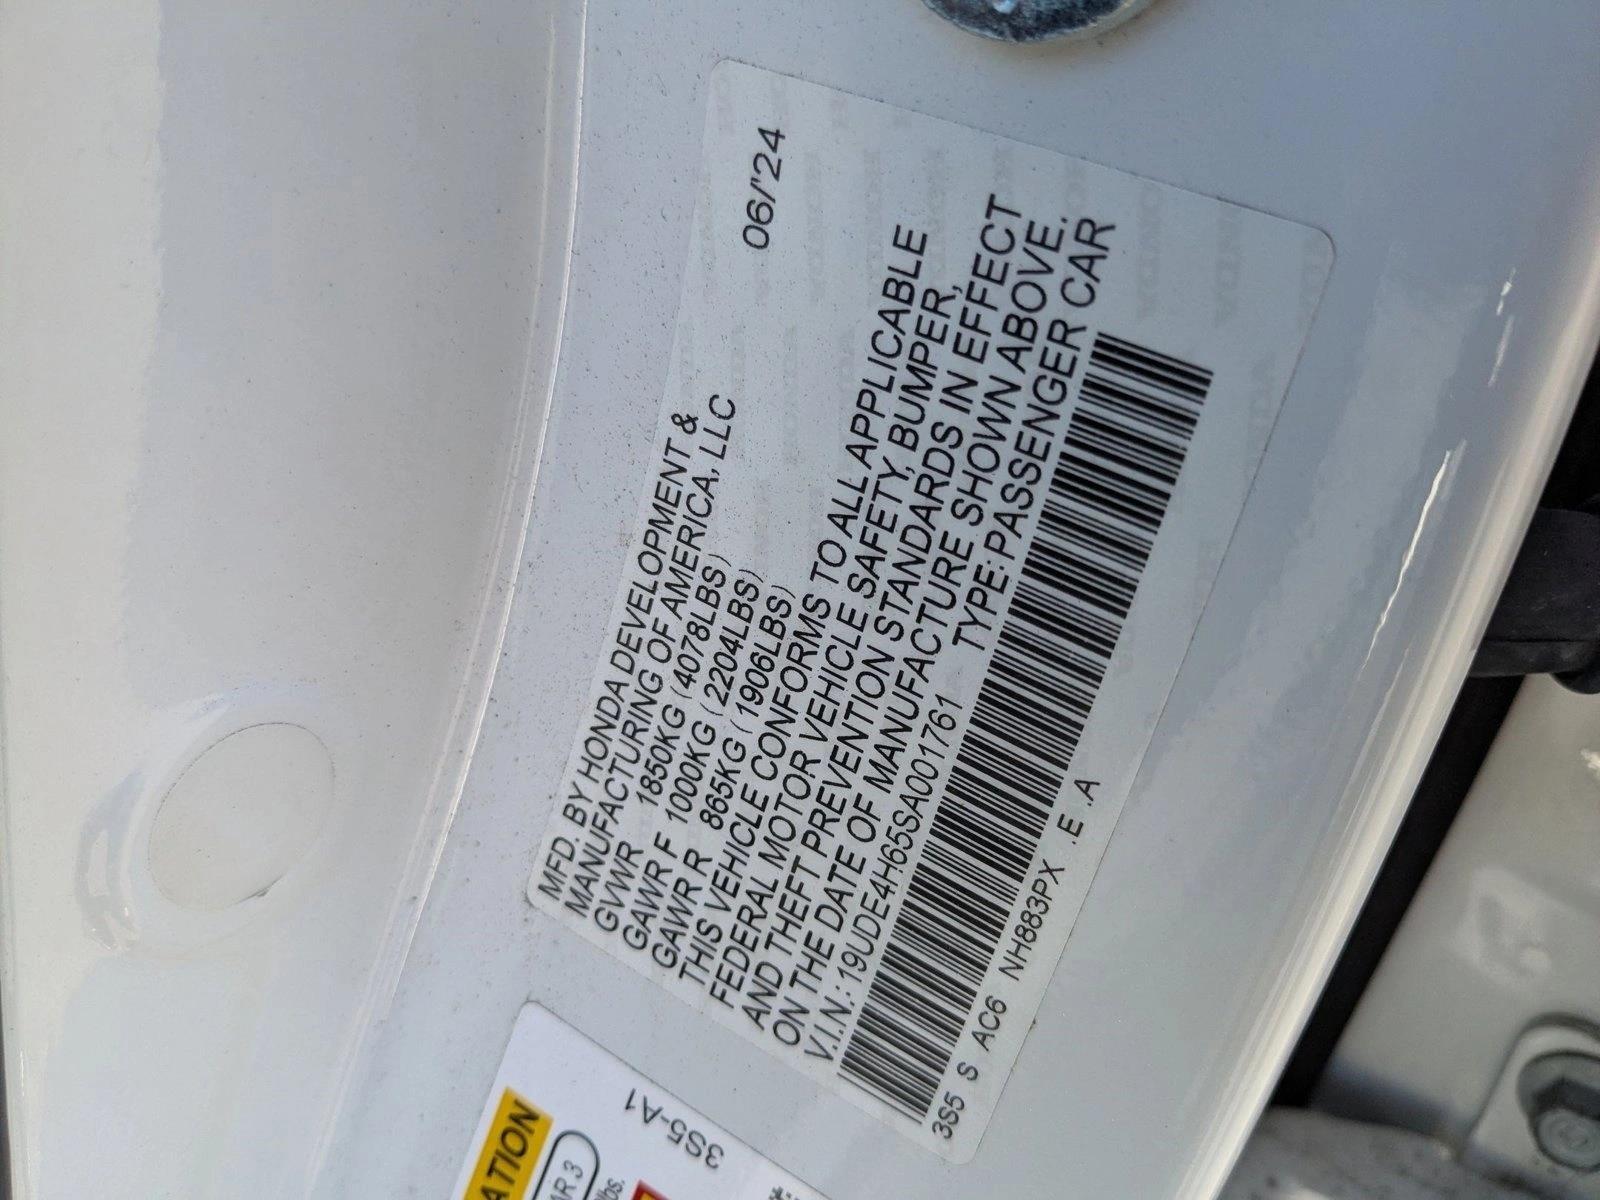 MFD. BY HONDA DEVELOPMENT &
MANUFACTURING OF AMERICA, LLC 06/'24
GVWR 1850KG (4078LBS)
GAWR F 1000KG (2204LBS)
GAWR R 865KG (1906LBS)
THIS VEHICLE CONFORMS TO ALL APPLICABLE
FEDERAL MOTOR VEHICLE SAFETY, BUMPER,
AND THEFT PREVENTION STANDARDS IN EFFECT
ON THE DATE OF MANUFACTURE SHOWN ABOVE.
V.I.N.: 19UDE4H65SA001761 TYPE:PASSENGER CAR
3S5 S AC6 NH883PX .E .A
3S5-A1